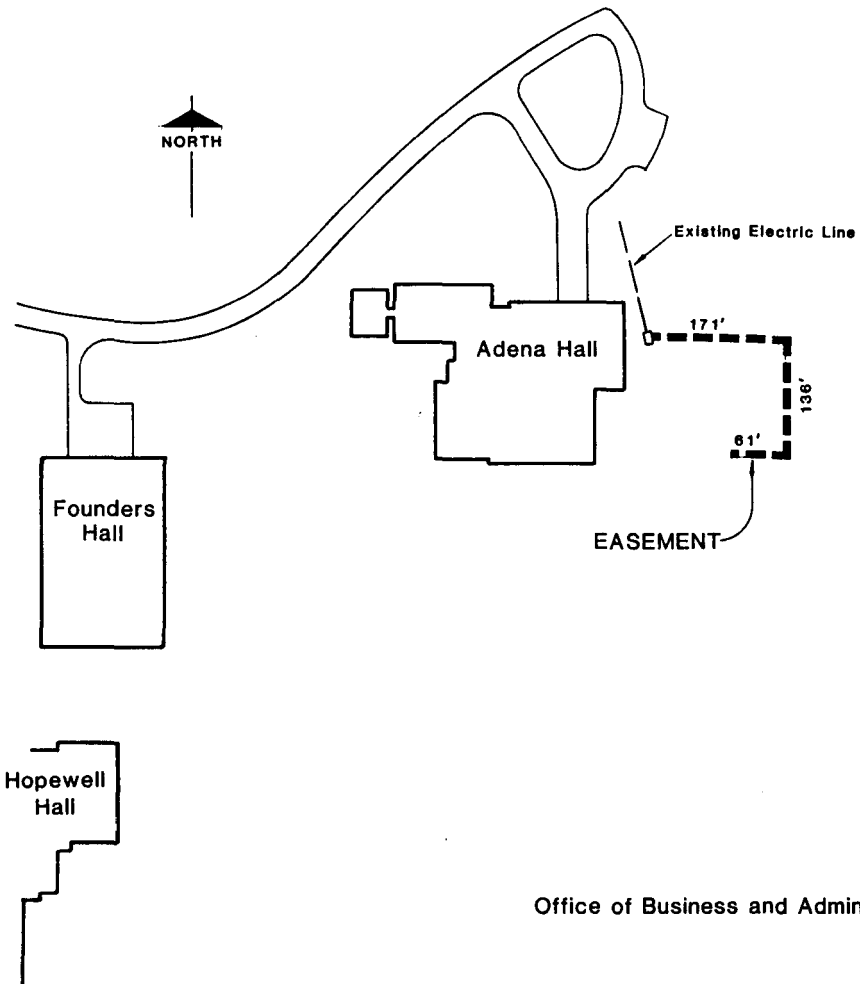 NORTH
Existing Electric Line
171'
Adena Hall
136'
61'
EASEMENT
Founders
Hall
Hopewell
Hall
Office of Business and Admin